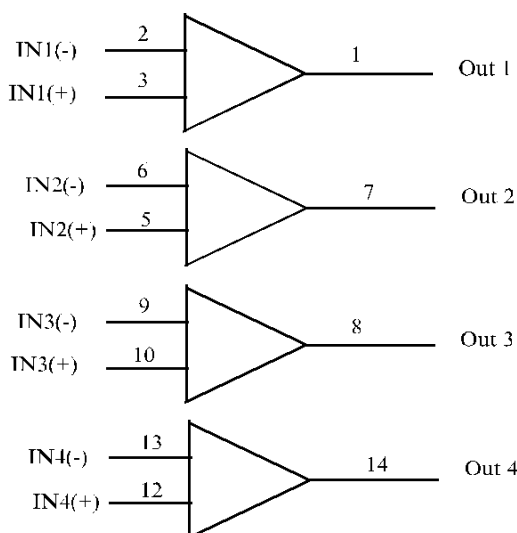 IN1(-) 2
1 Out 1
IN1(+) 3
IN2(-) 6
7 Out 2
IN2(+) 5
IN3(-) 9
8 Out 3
IN3(+) 10
IN4(-) 13
14 Out 4
IN4(+) 12